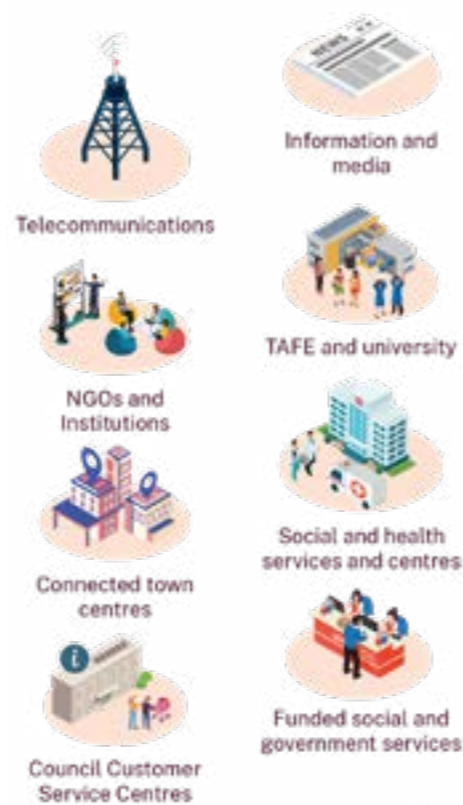 NEWS
Information and
media
Telecommunications
TAFE and university
NGOs and
Institutions
Social and health
services and centres
Connected town
centres
i
Funded social and
government services
Council Customer
Service Centres